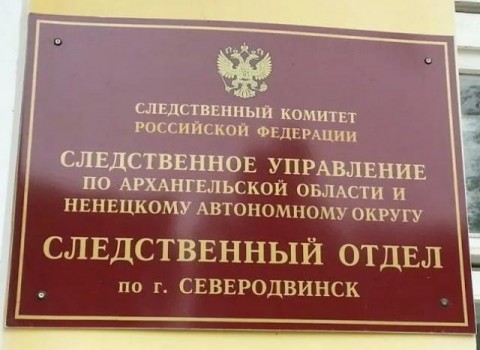 СЛЕДСТВЕННЫЙ КОМИТЕТ
РОССИЙСКОЙ ФЕДЕРАЦИИ
СЛЕДСТВЕННОЕ УПРАВЛЕНИЕ
ПО АРХАНГЕЛЬСКОЙ ОБЛАСТИ И
НЕНЕЦКОМУ АВТОНОМНОМУ ОКРУГУ
СЛЕДСТВЕННЫЙ ОТДЕЛ
ПО Г. СЕВЕРОДВИНСК